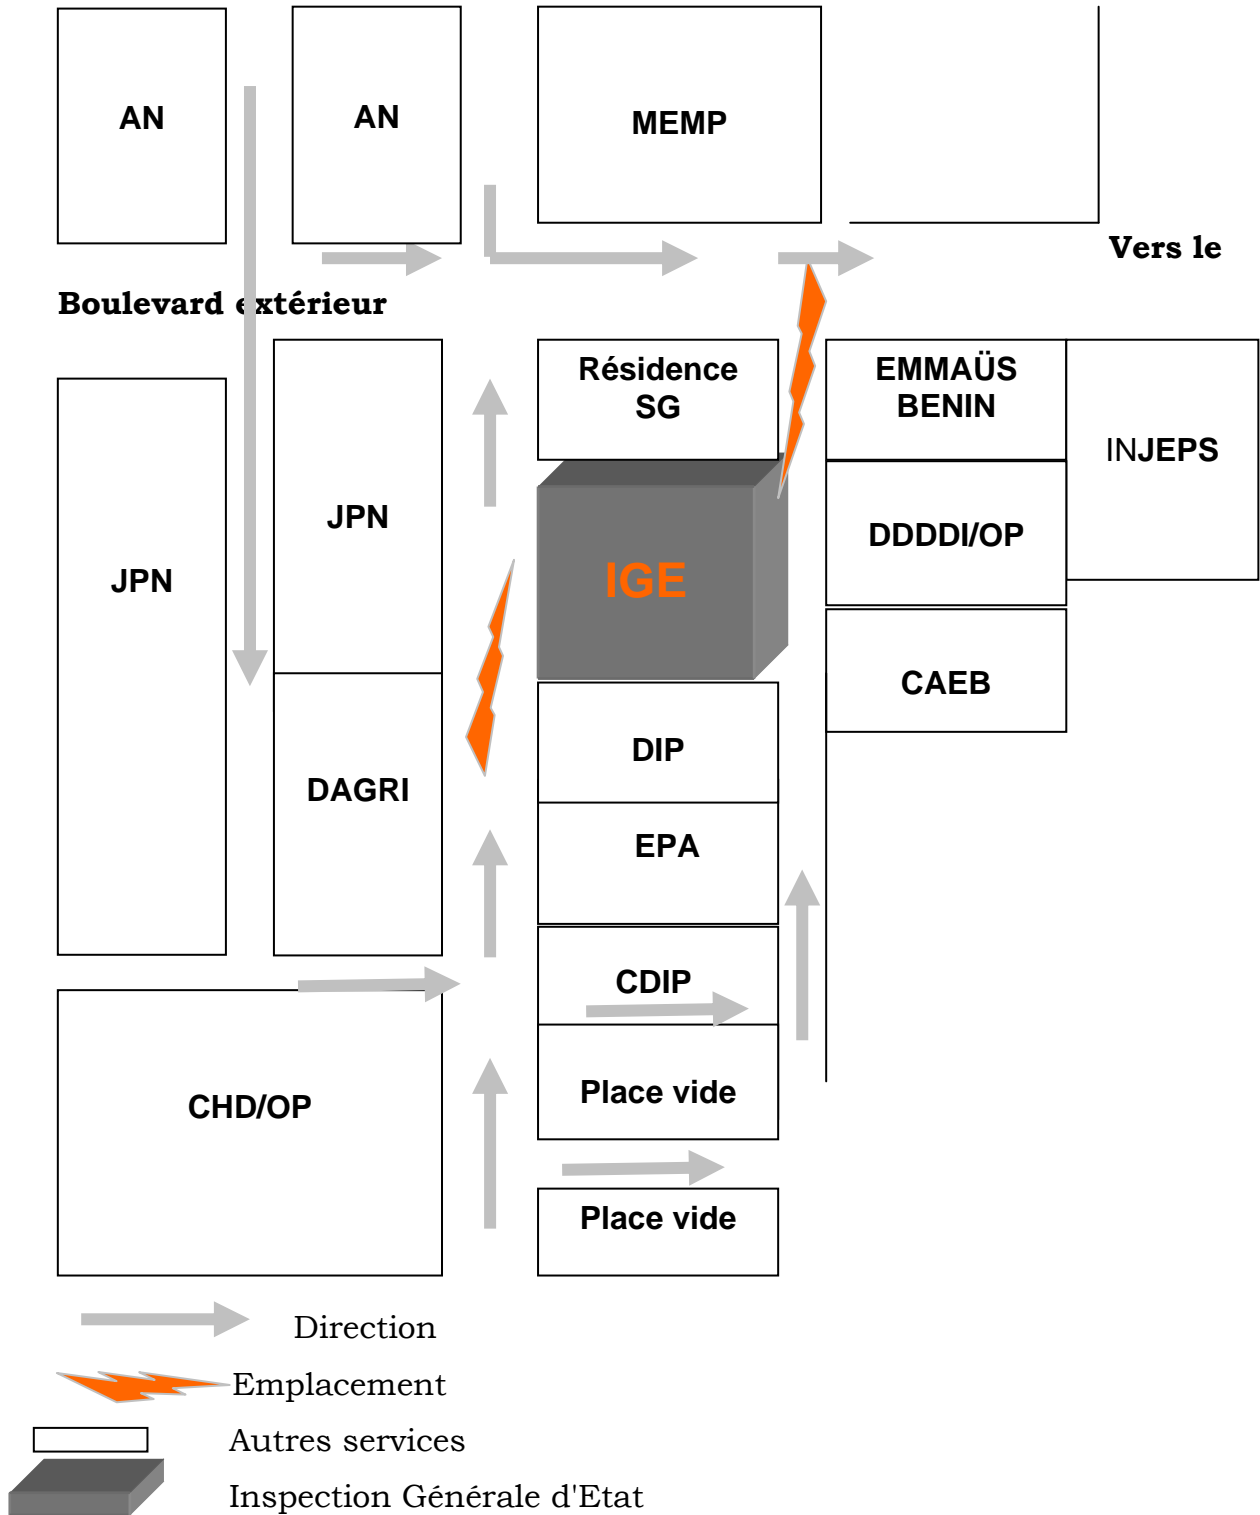 AN
AN
MEMP
Vers le
Boulevard extérieur
Résidence
SG
EMMAÜS
BENIN
INJEPS
JPN
JPN
IGE
DDDDI/OP
CAEB
DIP
DAGRI
EPA
CDIP
CHD/OP
Place vide
Place vide
Direction
Emplacement
Autres services
Inspection Générale d'Etat